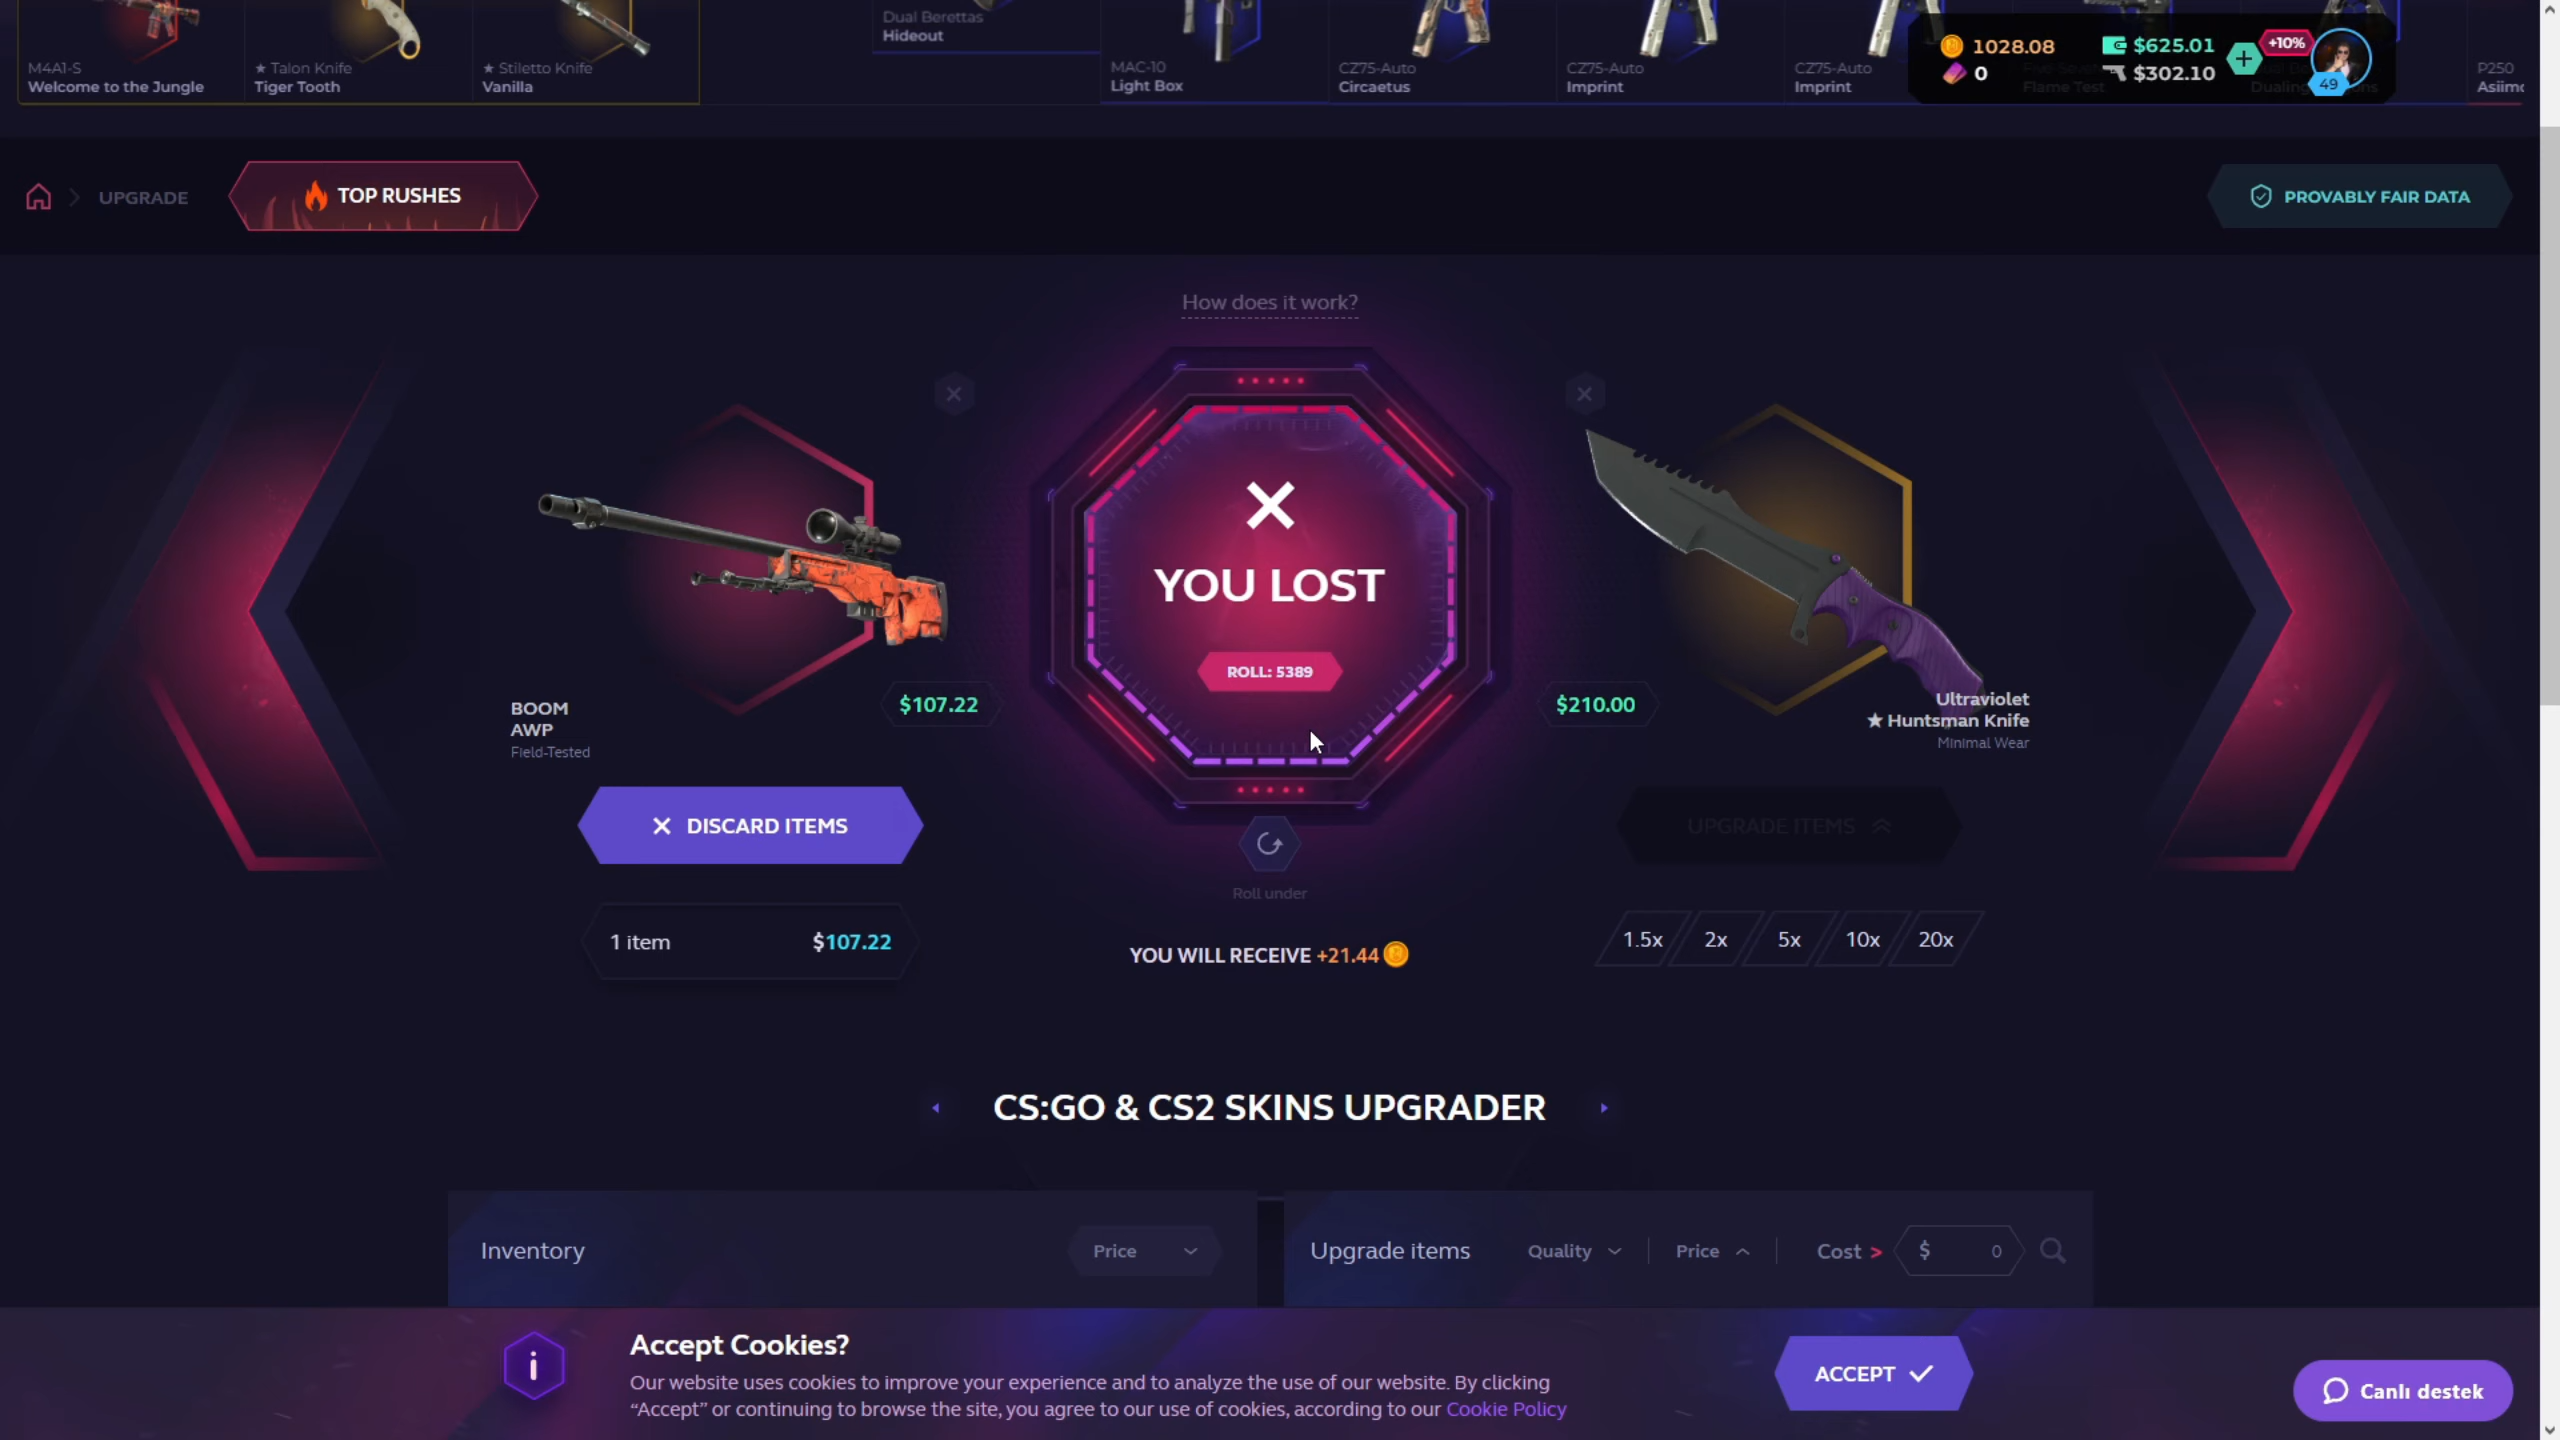 M4A1-S
Welcome to the Jungle
★ Talon Knife
Tiger Tooth
★ Stiletto Knife
Vanilla
Dual Berettas
Hideout
MAC-10
Light Box
CZ75-Auto
Circaetus
CZ75-Auto
Imprint
CZ75-Auto
Imprint
1028.08
0
$625.01
$302.10
+10%
49
Flame Test
P250
UPGRADE
TOP RUSHES
PROVABLY FAIR DATA
How does it work?
YOU LOST
ROLL: 5389
BOOM
AWP
Field-Tested
$107.22
$210.00
Ultraviolet
★ Huntsman Knife
Minimal Wear
DISCARD ITEMS
UPGRADE ITEMS
Roll under
1 item $107.22
YOU WILL RECEIVE +21.44
1.5x 2x 5x 10x 20x
CS:GO & CS2 SKINS UPGRADER
Inventory
Price
Upgrade items
Quality
Price
Cost >
$ 0
Accept Cookies?
Our website uses cookies to improve your experience and to analyze the use of our website. By clicking
“Accept” or continuing to browse the site, you agree to our use of cookies, according to our Cookie Policy
ACCEPT
Canlı destek